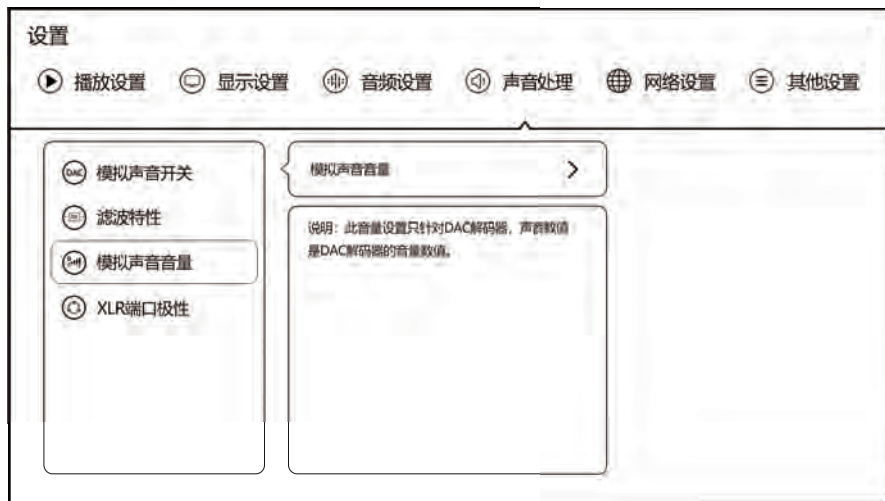 设置
播放设置 显示设置 音频设置 声音处理 网络设置 其他设置
DAC 模拟声音开关
滤波特性
模拟声音音量
XLR端口极性
模拟声音音量
说明：此音量设置只针对DAC解码器，声音数值
是DAC解码器的音量数值。